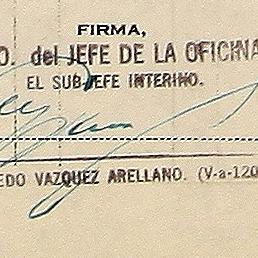 FIRMA,
O. del JEFE DE LA OFICINA
EL SUB-JEFE INTERINO.
EDO VAZQUEZ ARELLANO. (V-a-120